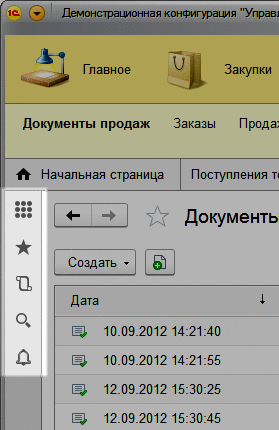 1С Демонстрационная конфигурация "Управл
Главное Закупки
Документы продаж Заказы Прода
Начальная страница Поступления то
Документы
Создать
Дата ↓
10.09.2012 14:21:40
10.09.2012 14:21:55
12.09.2012 15:30:25
12.09.2012 15:30:45